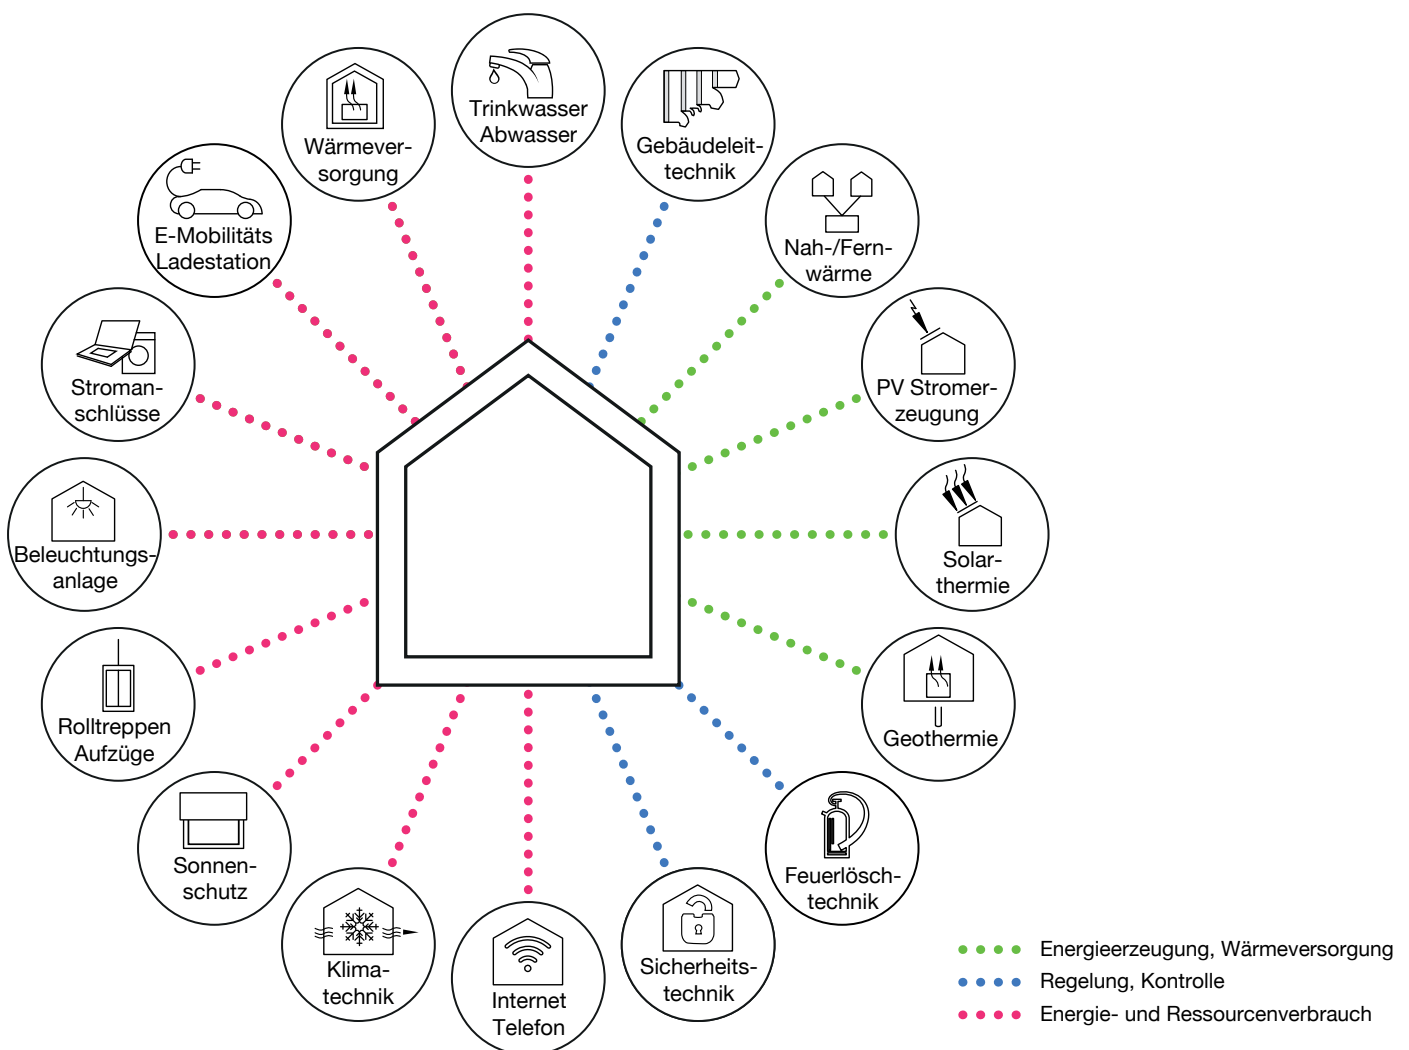 Trinkwasser
Abwasser
Gebäudeleit-
technik
Nah-/Fern-
wärme
PV Stromer-
zeugung
Solar-
thermie
Geothermie
Feuerlösch-
technik
Sicherheits-
technik
Internet
Telefon
Klima-
technik
Sonnen-
schutz
Rolltreppen
Aufzüge
Beleuchtungs-
anlage
Stroman-
schlüsse
E-Mobilitäts
Ladestation
Wärmever-
sorgung
Energieerzeugung, Wärmeversorgung
Regelung, Kontrolle
Energie- und Ressourcenverbrauch